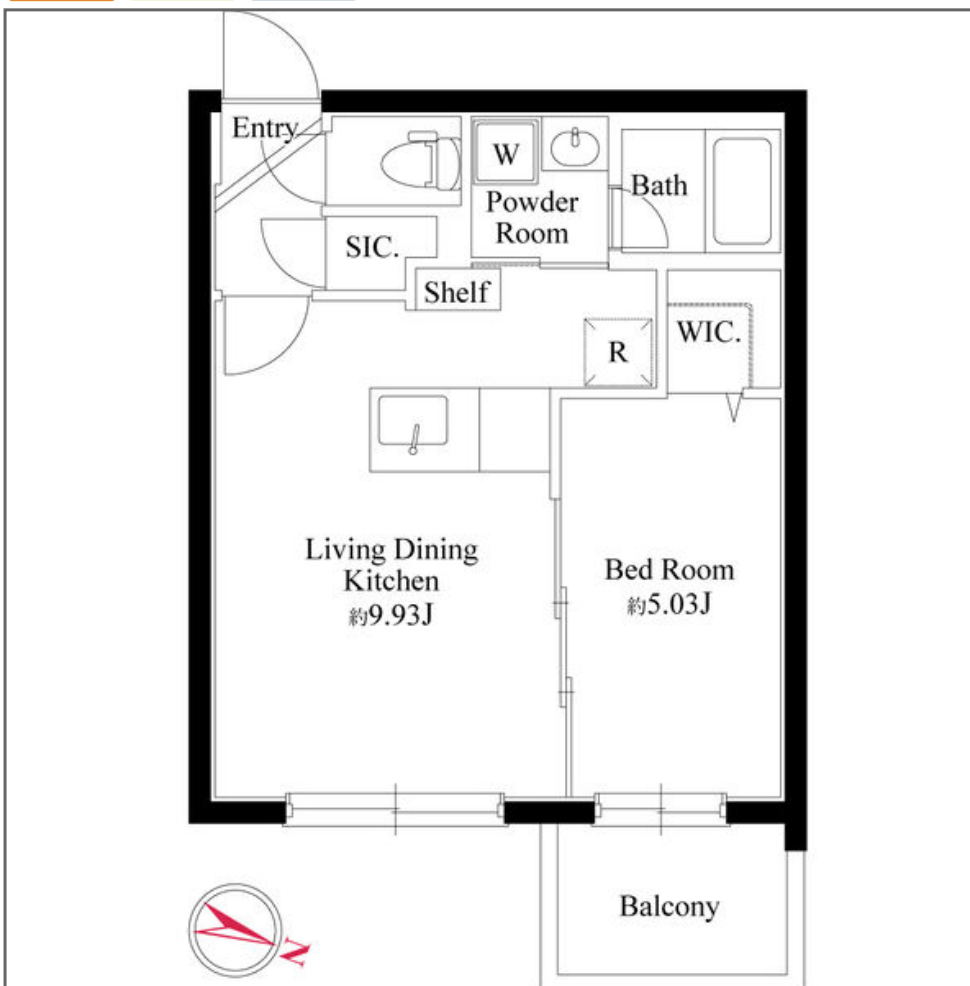 Entry
W
Bath
Powder
Room
SIC.
Shelf
R
WIC.
Living Dining
Kitchen
約9.93J
Bed Room
約5.03J
Balcony
N